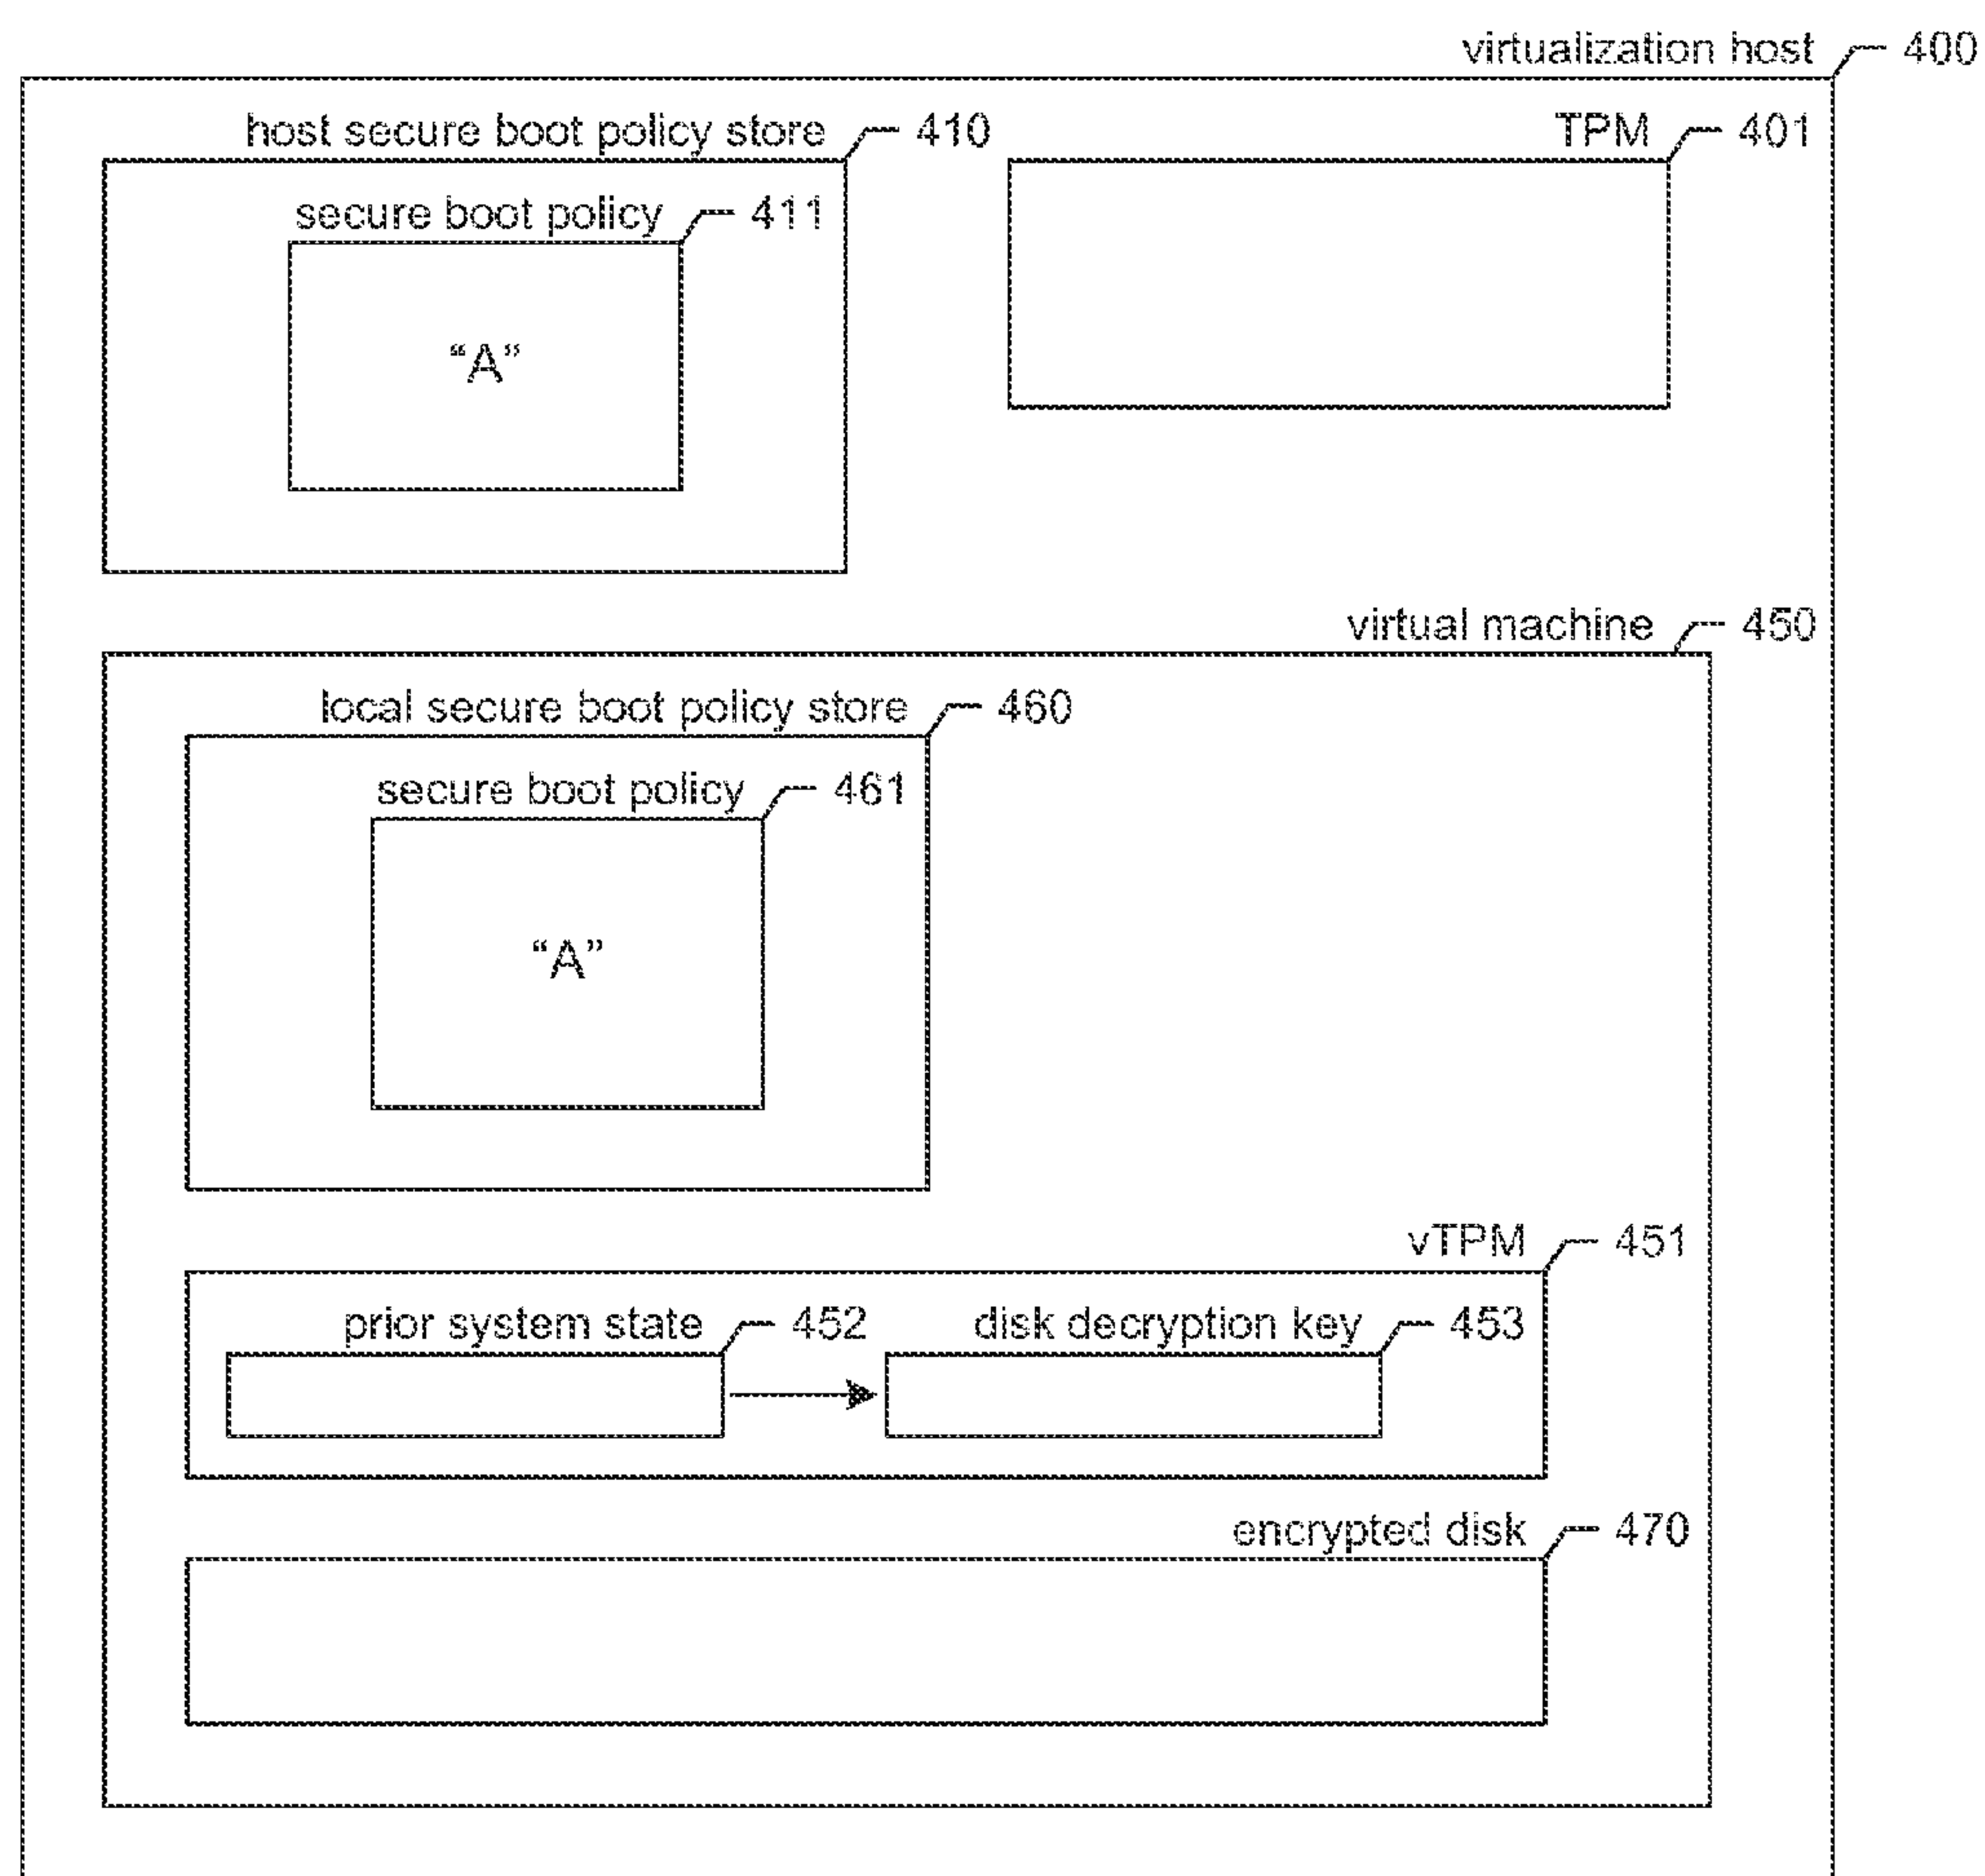 virtualization host 400
host secure boot policy store 410
TPM 401
secure boot policy 411
“A”
virtual machine 450
local secure boot policy store 460
secure boot policy 461
“A”
vTPM 451
prior system state 452
disk decryption key 453
encrypted disk 470